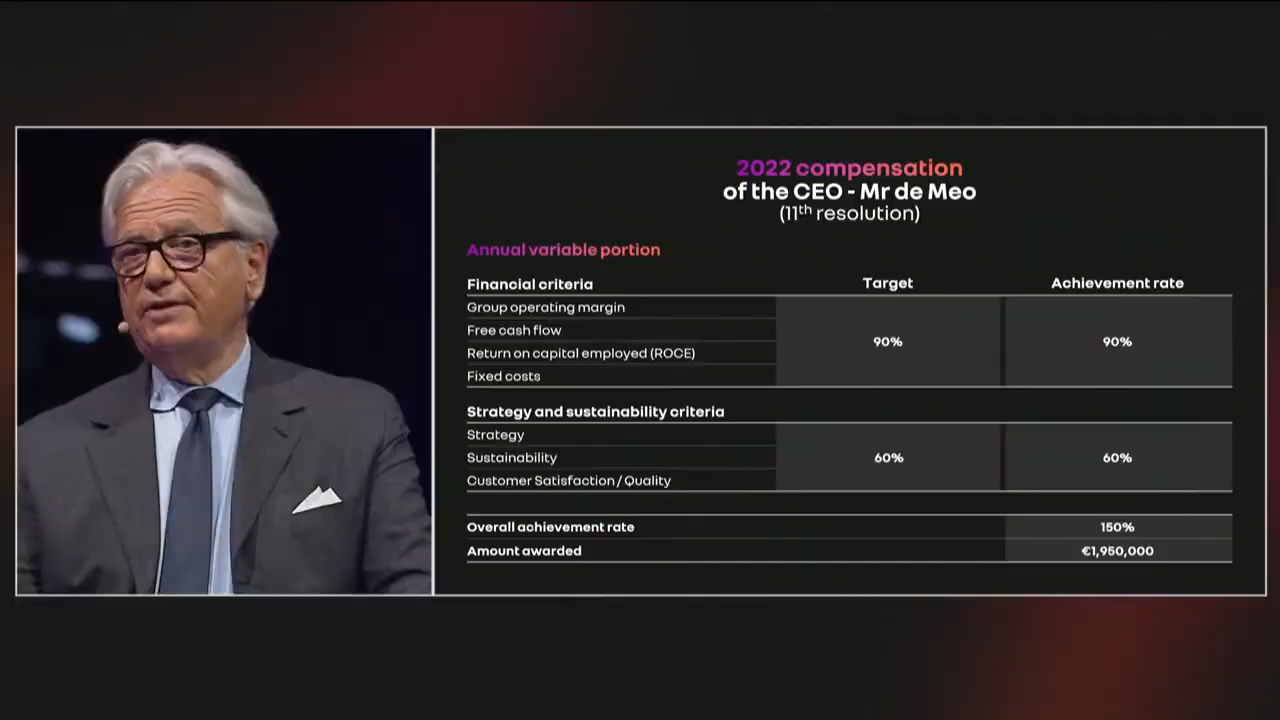 2022 compensation
of the CEO - Mr de Meo
(11th resolution)
Annual variable portion
Financial criteria Target Achievement rate
Group operating margin
Free cash flow
90% 90%
Return on capital employed (ROCE)
Fixed costs
Strategy and sustainability criteria
Strategy
Sustainability 60% 60%
Customer Satisfaction / Quality
Overall achievement rate 150%
Amount awarded €1,950,000